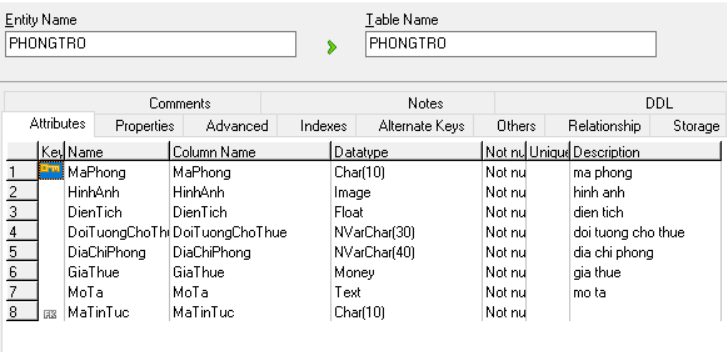 Entity Name Table Name
PHONGTRO PHONGTRO
Comments Notes DDL
Attributes Properties Advanced Indexes Alternate Keys Others Relationship Storage
Key Name Column Name Datatype Not nu Unique Description
1 MaPhong MaPhong Char(10) Not nu ma phong
2 HinhAnh HinhAnh Image Not nu hinh anh
3 DienTich DienTich Float Not nu dien tich
4 DoiTuongChoTh DoiTuongChoThue NVarChar(30) Not nu doi tuong cho thue
5 DiaChiPhong DiaChiPhong NVarChar(40) Not nu dia chi phong
6 GiaThue GiaThue Money Not nu gia thue
7 MoTa MoTa Text Not nu mo ta
8 MaTinTuc MaTinTuc Char(10) Not nu